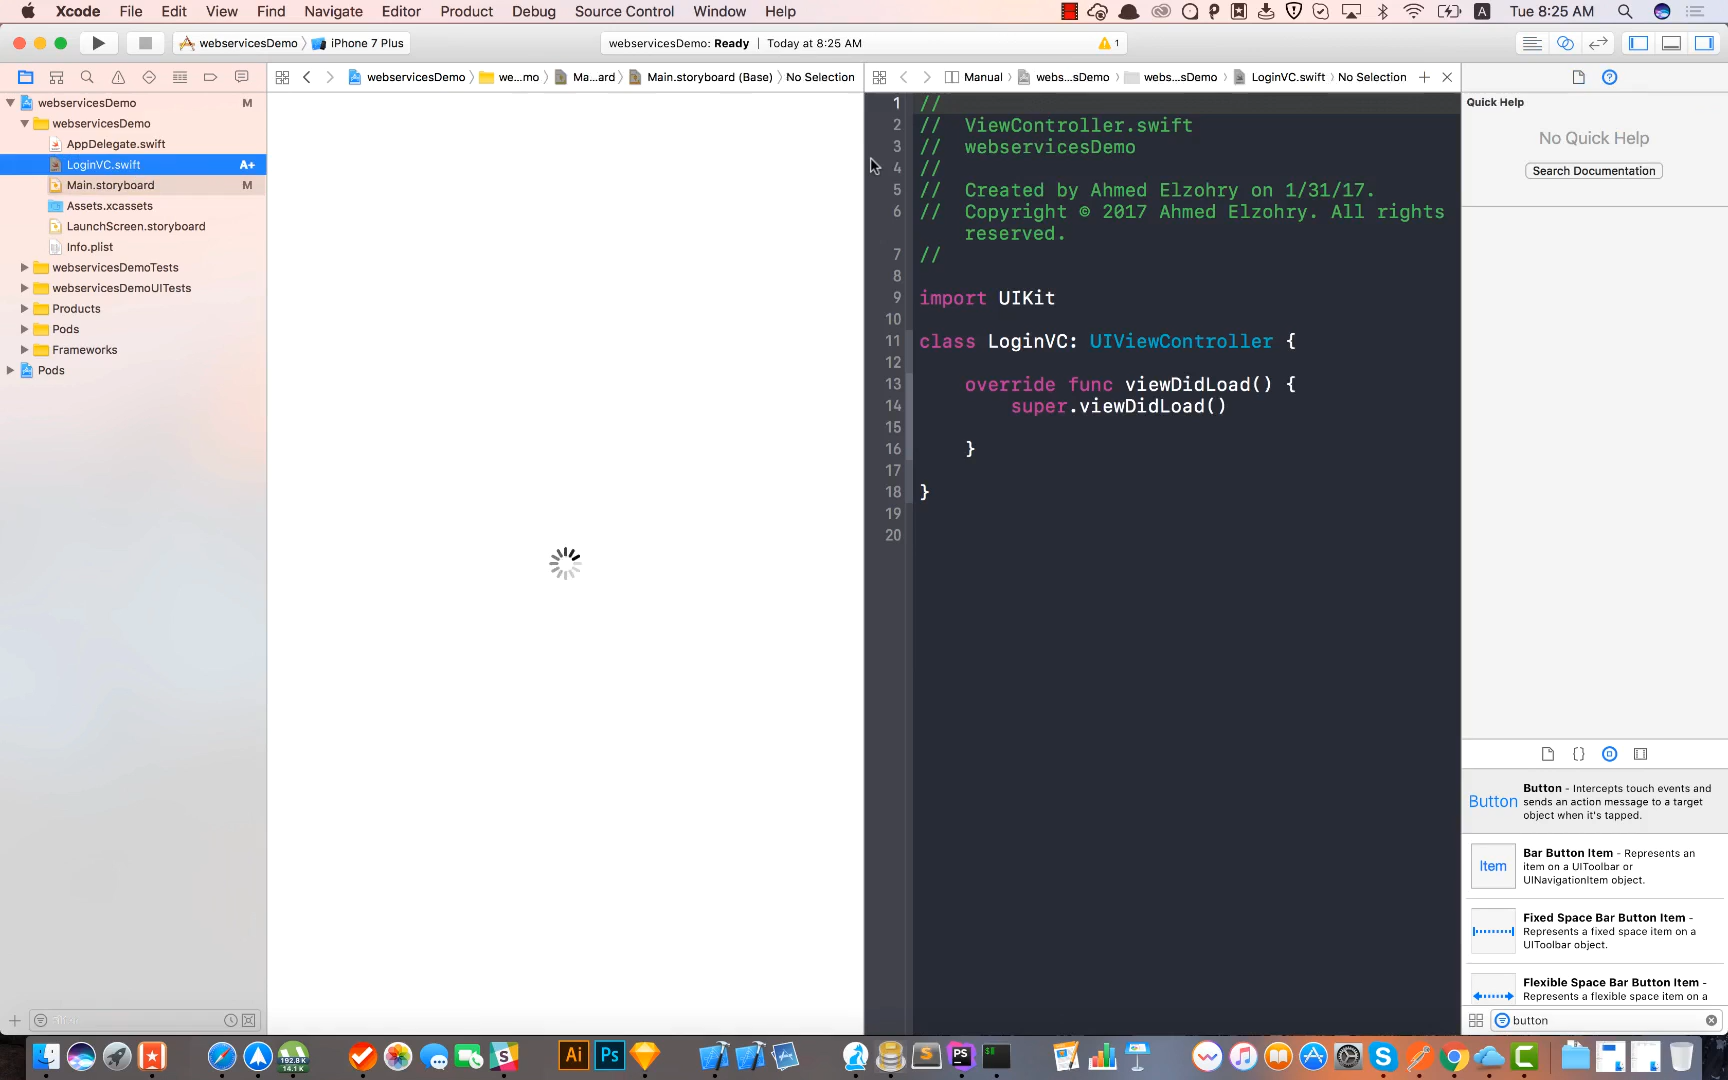 Xcode File Edit View Find Navigate Editor Product Debug Source Control Window Help
Tue 8:25 AM
webservicesDemo iPhone 7 Plus
webservicesDemo: Ready Today at 8:25 AM
1
webservicesDemo we...mo Ma...ard Main.storyboard (Base) No Selection
Manual webs...sDemo webs...sDemo LoginVC.swift No Selection
webservicesDemo M
webservicesDemo
AppDelegate.swift
LoginVC.swift A+
Main.storyboard M
Assets.xcassets
LaunchScreen.storyboard
Info.plist
webservicesDemoTests
webservicesDemoUITests
Products
Pods
Frameworks
Pods
1 //
2 // ViewController.swift
3 // webservicesDemo
4 //
5 // Created by Ahmed Elzohry on 1/31/17.
6 // Copyright © 2017 Ahmed Elzohry. All rights
reserved.
7 //
8
9 import UIKit
10
11 class LoginVC: UIViewController {
12
13 override func viewDidLoad() {
14 super.viewDidLoad()
15
16 }
17
18 }
19
20
Quick Help
No Quick Help
Search Documentation
Button
Button - Intercepts touch events and
sends an action message to a target
object when it's tapped.
Item
Bar Button Item - Represents an
item on a UIToolbar or
UINavigationItem object.
Fixed Space Bar Button Item -
Represents a fixed space item on a
UIToolbar object.
Flexible Space Bar Button Item -
Represents a flexible space item on a
button
192.8 K
14.1 K
Ai
Ps
S
PS
S